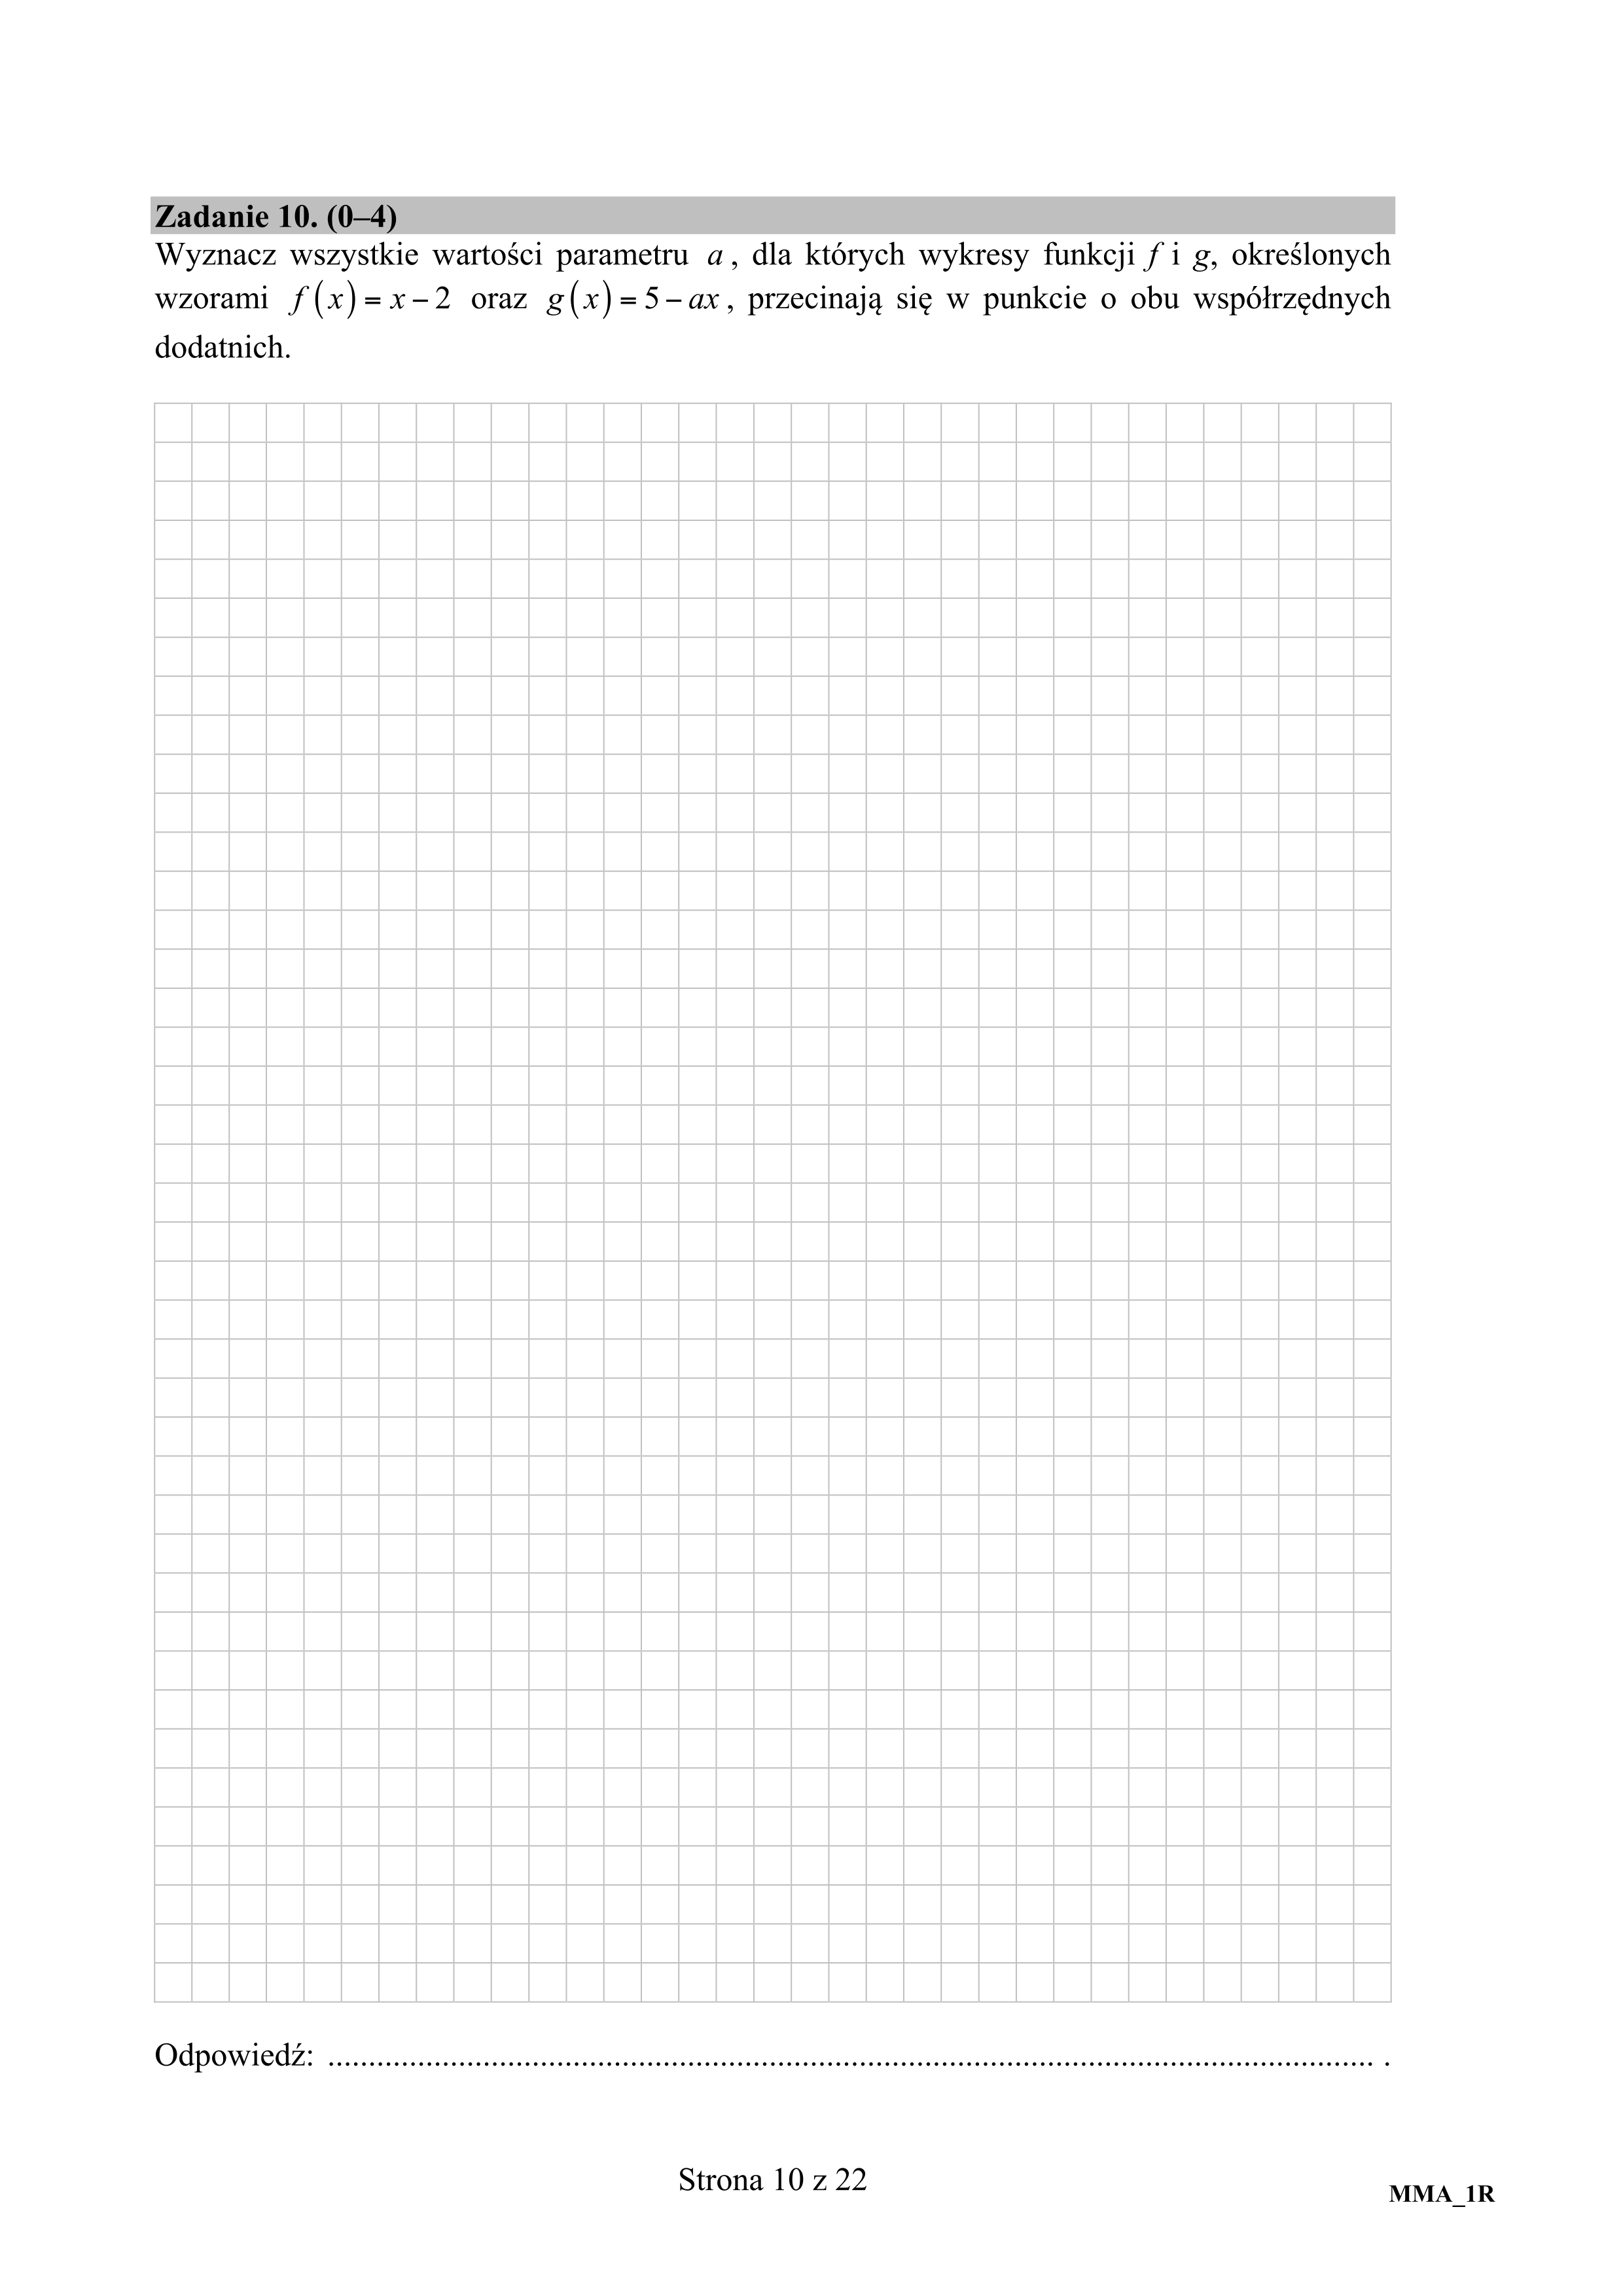 Zadanie 10. (0–4)
Wyznacz wszystkie wartości parametru a, dla których wykresy funkcji f i g, określonych
wzorami f(x) = x − 2 oraz g(x) = 5 − ax, przecinają się w punkcie o obu współrzędnych
dodatnich.
Odpowiedź: ................................................................................................................................ .
Strona 10 z 22
MMA_1R